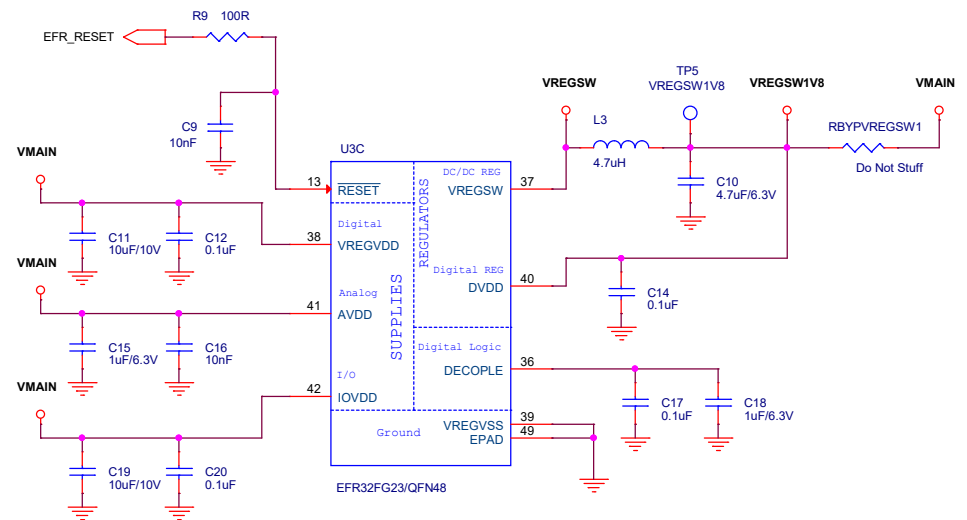 R9 100R
EFR_RESET
C9
10nF
VMAIN
C11
10uF/10V
C12
0.1uF
VMAIN
C15
1uF/6.3V
C16
10nF
VMAIN
C19
10uF/10V
C20
0.1uF
U3C
13 RESET
Digital
38 VREGVDD
Analog
41 AVDD
I/O
42 IOVDD
SUPPLIES
REGULATORS
DC/DC REG
VREGSW 37
Digital REG
DVDD 40
Digital Logic
DECOPLE 36
Ground
VREGVSS 39
EPAD 49
EFR32FG23/QFN48
VREGSW
L3
4.7uH
TP5
VREGSW1V8
VREGSW1V8
VMAIN
RBYPVREGSW1
Do Not Stuff
C10
4.7uF/6.3V
C14
0.1uF
C17
0.1uF
C18
1uF/6.3V